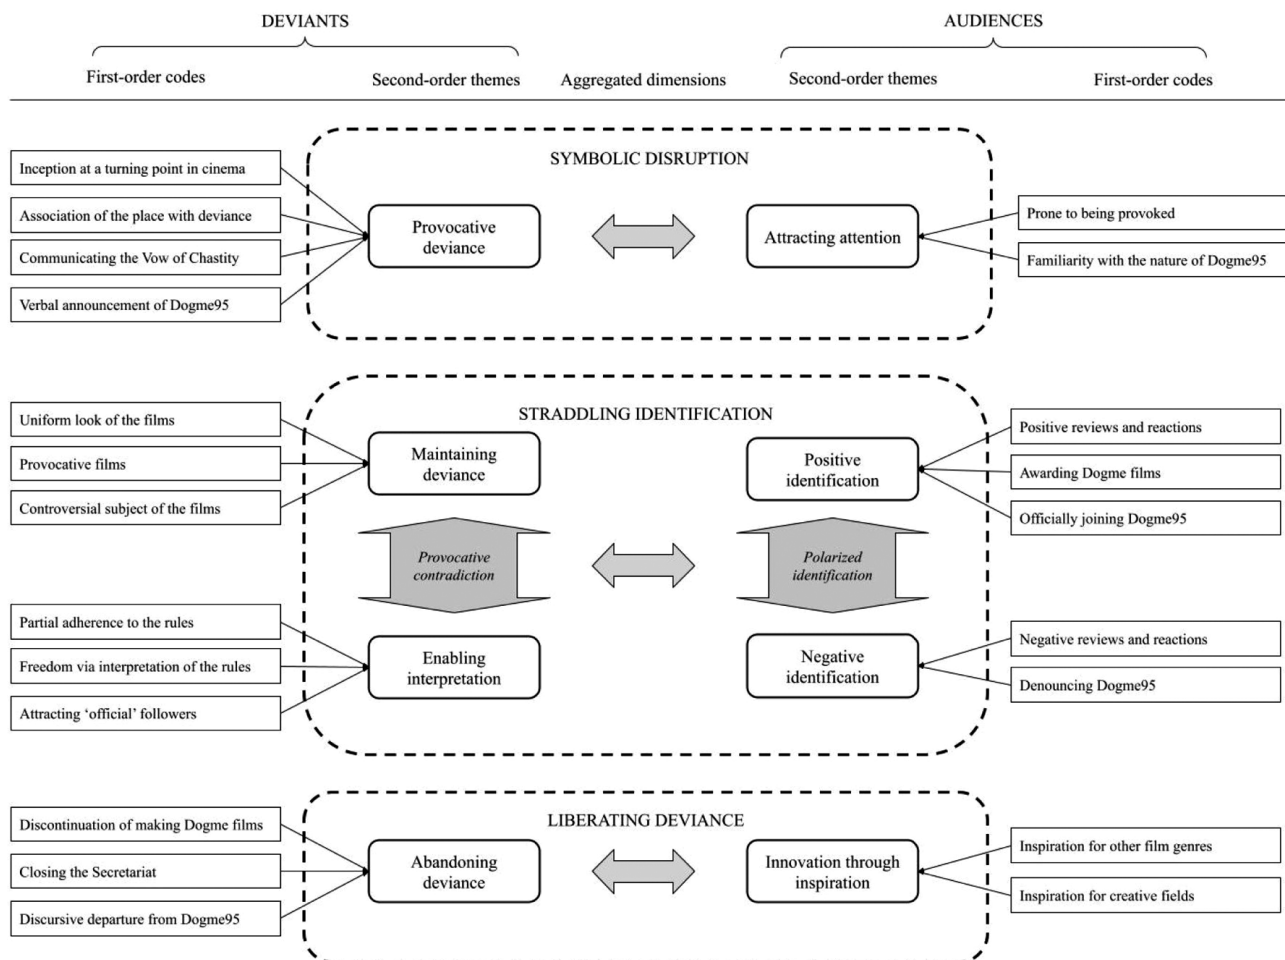 DEVIANTS
AUDIENCES
First-order codes
Second-order themes
Aggregated dimensions
Second-order themes
First-order codes
SYMBOLIC DISRUPTION
Inception at a turning point in cinema
Association of the place with deviance
Communicating the Vow of Chastity
Verbal announcement of Dogme95
Provocative
deviance
Attracting attention
Prone to being provoked
Familiarity with the nature of Dogme95
STRADDLING IDENTIFICATION
Uniform look of the films
Provocative films
Controversial subject of the films
Maintaining
deviance
Positive
identification
Positive reviews and reactions
Awarding Dogme films
Officially joining Dogme95
Provocative
contradiction
Polarized
identification
Partial adherence to the rules
Freedom via interpretation of the rules
Attracting ‘official’ followers
Enabling
interpretation
Negative
identification
Negative reviews and reactions
Denouncing Dogme95
LIBERATING DEVIANCE
Discontinuation of making Dogme films
Closing the Secretariat
Discursive departure from Dogme95
Abandoning
deviance
Innovation through
inspiration
Inspiration for other film genres
Inspiration for creative fields